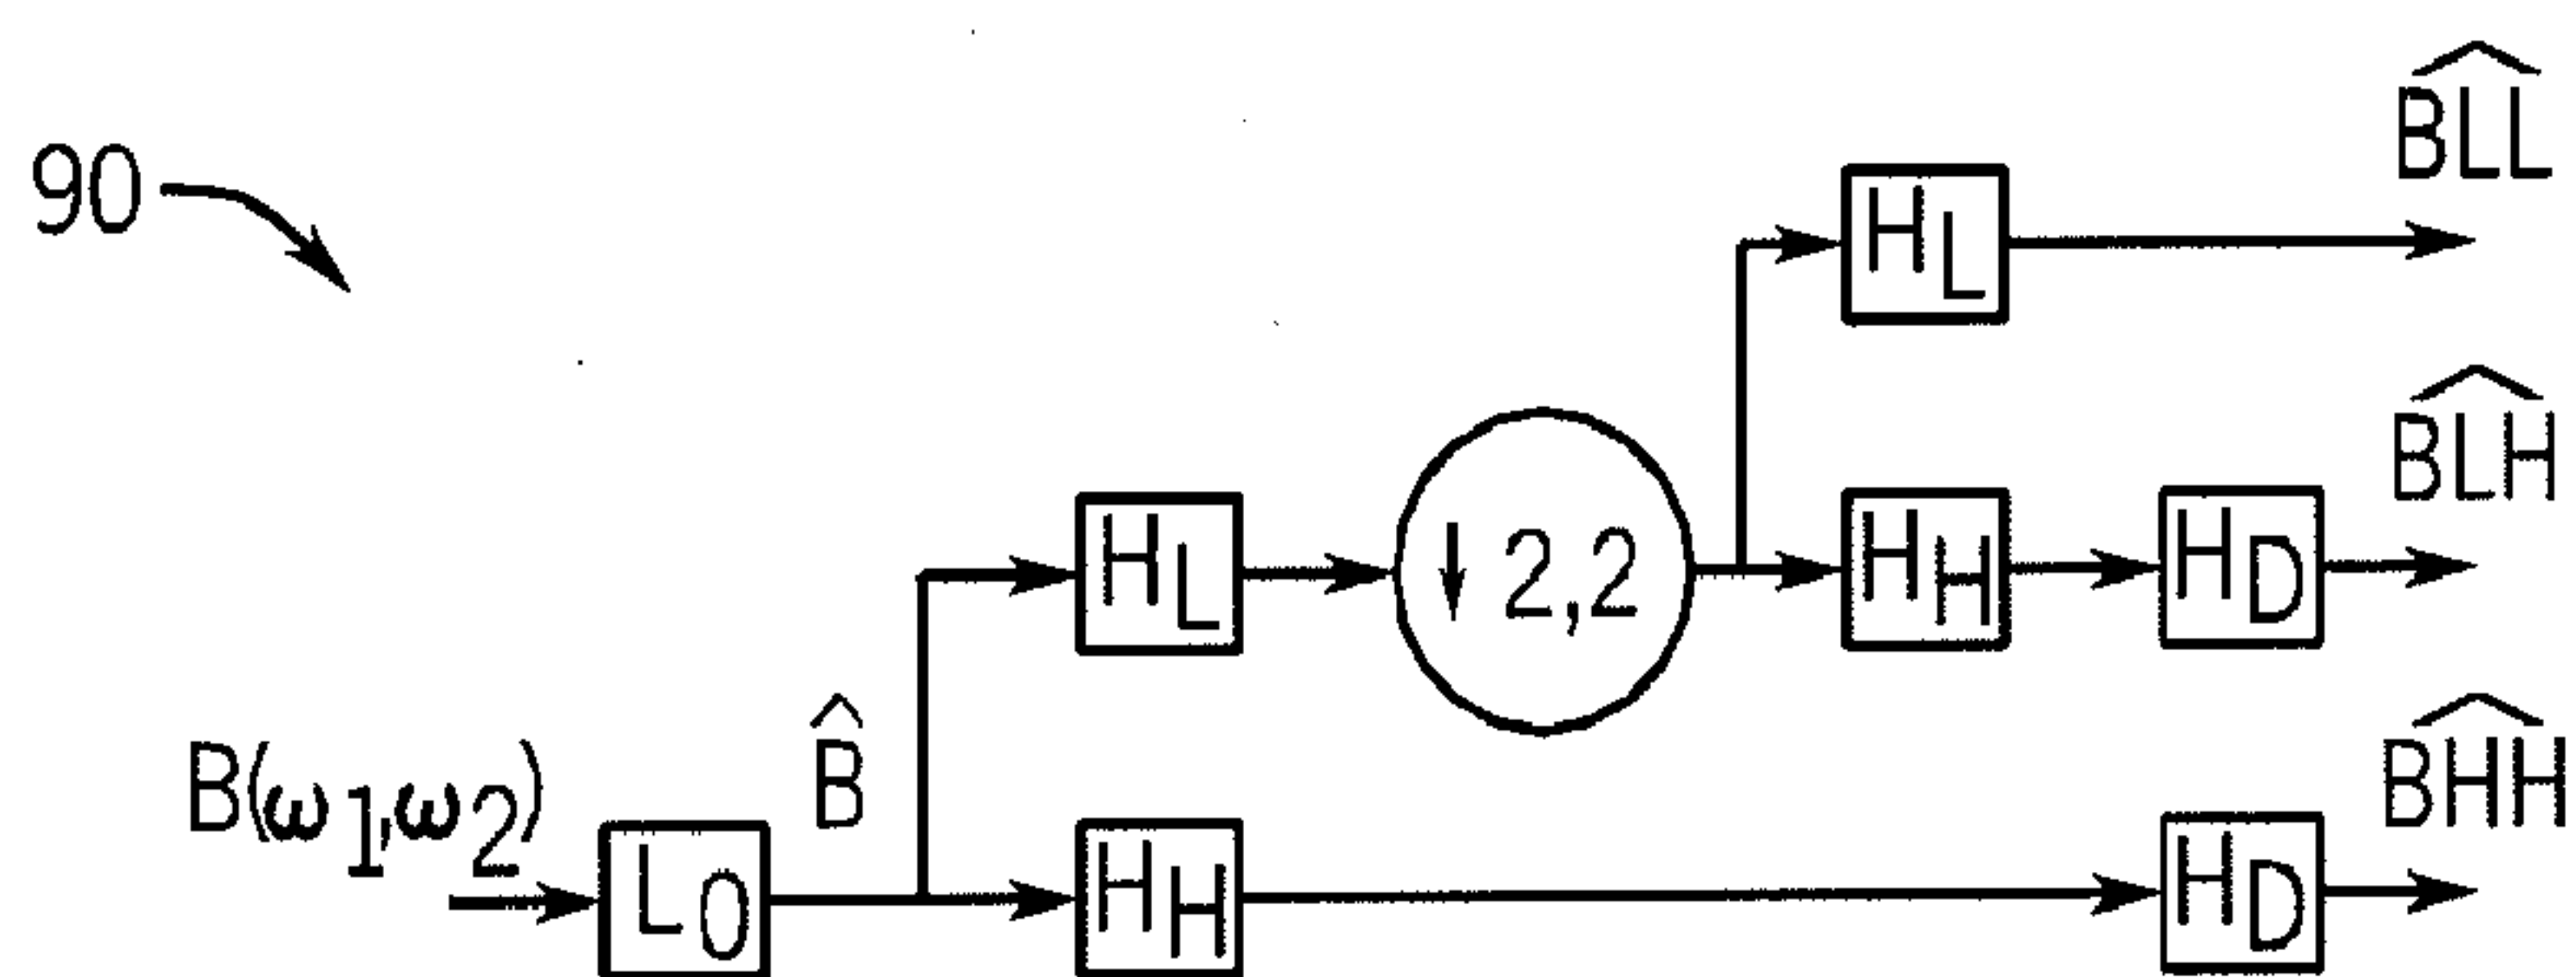 90
B̂LL
H_L
B̂LH
H_L
↓ 2,2
H_H
H_D
B(ω₁,ω₂)
B̂
B̂HH
L_0
H_H
H_D